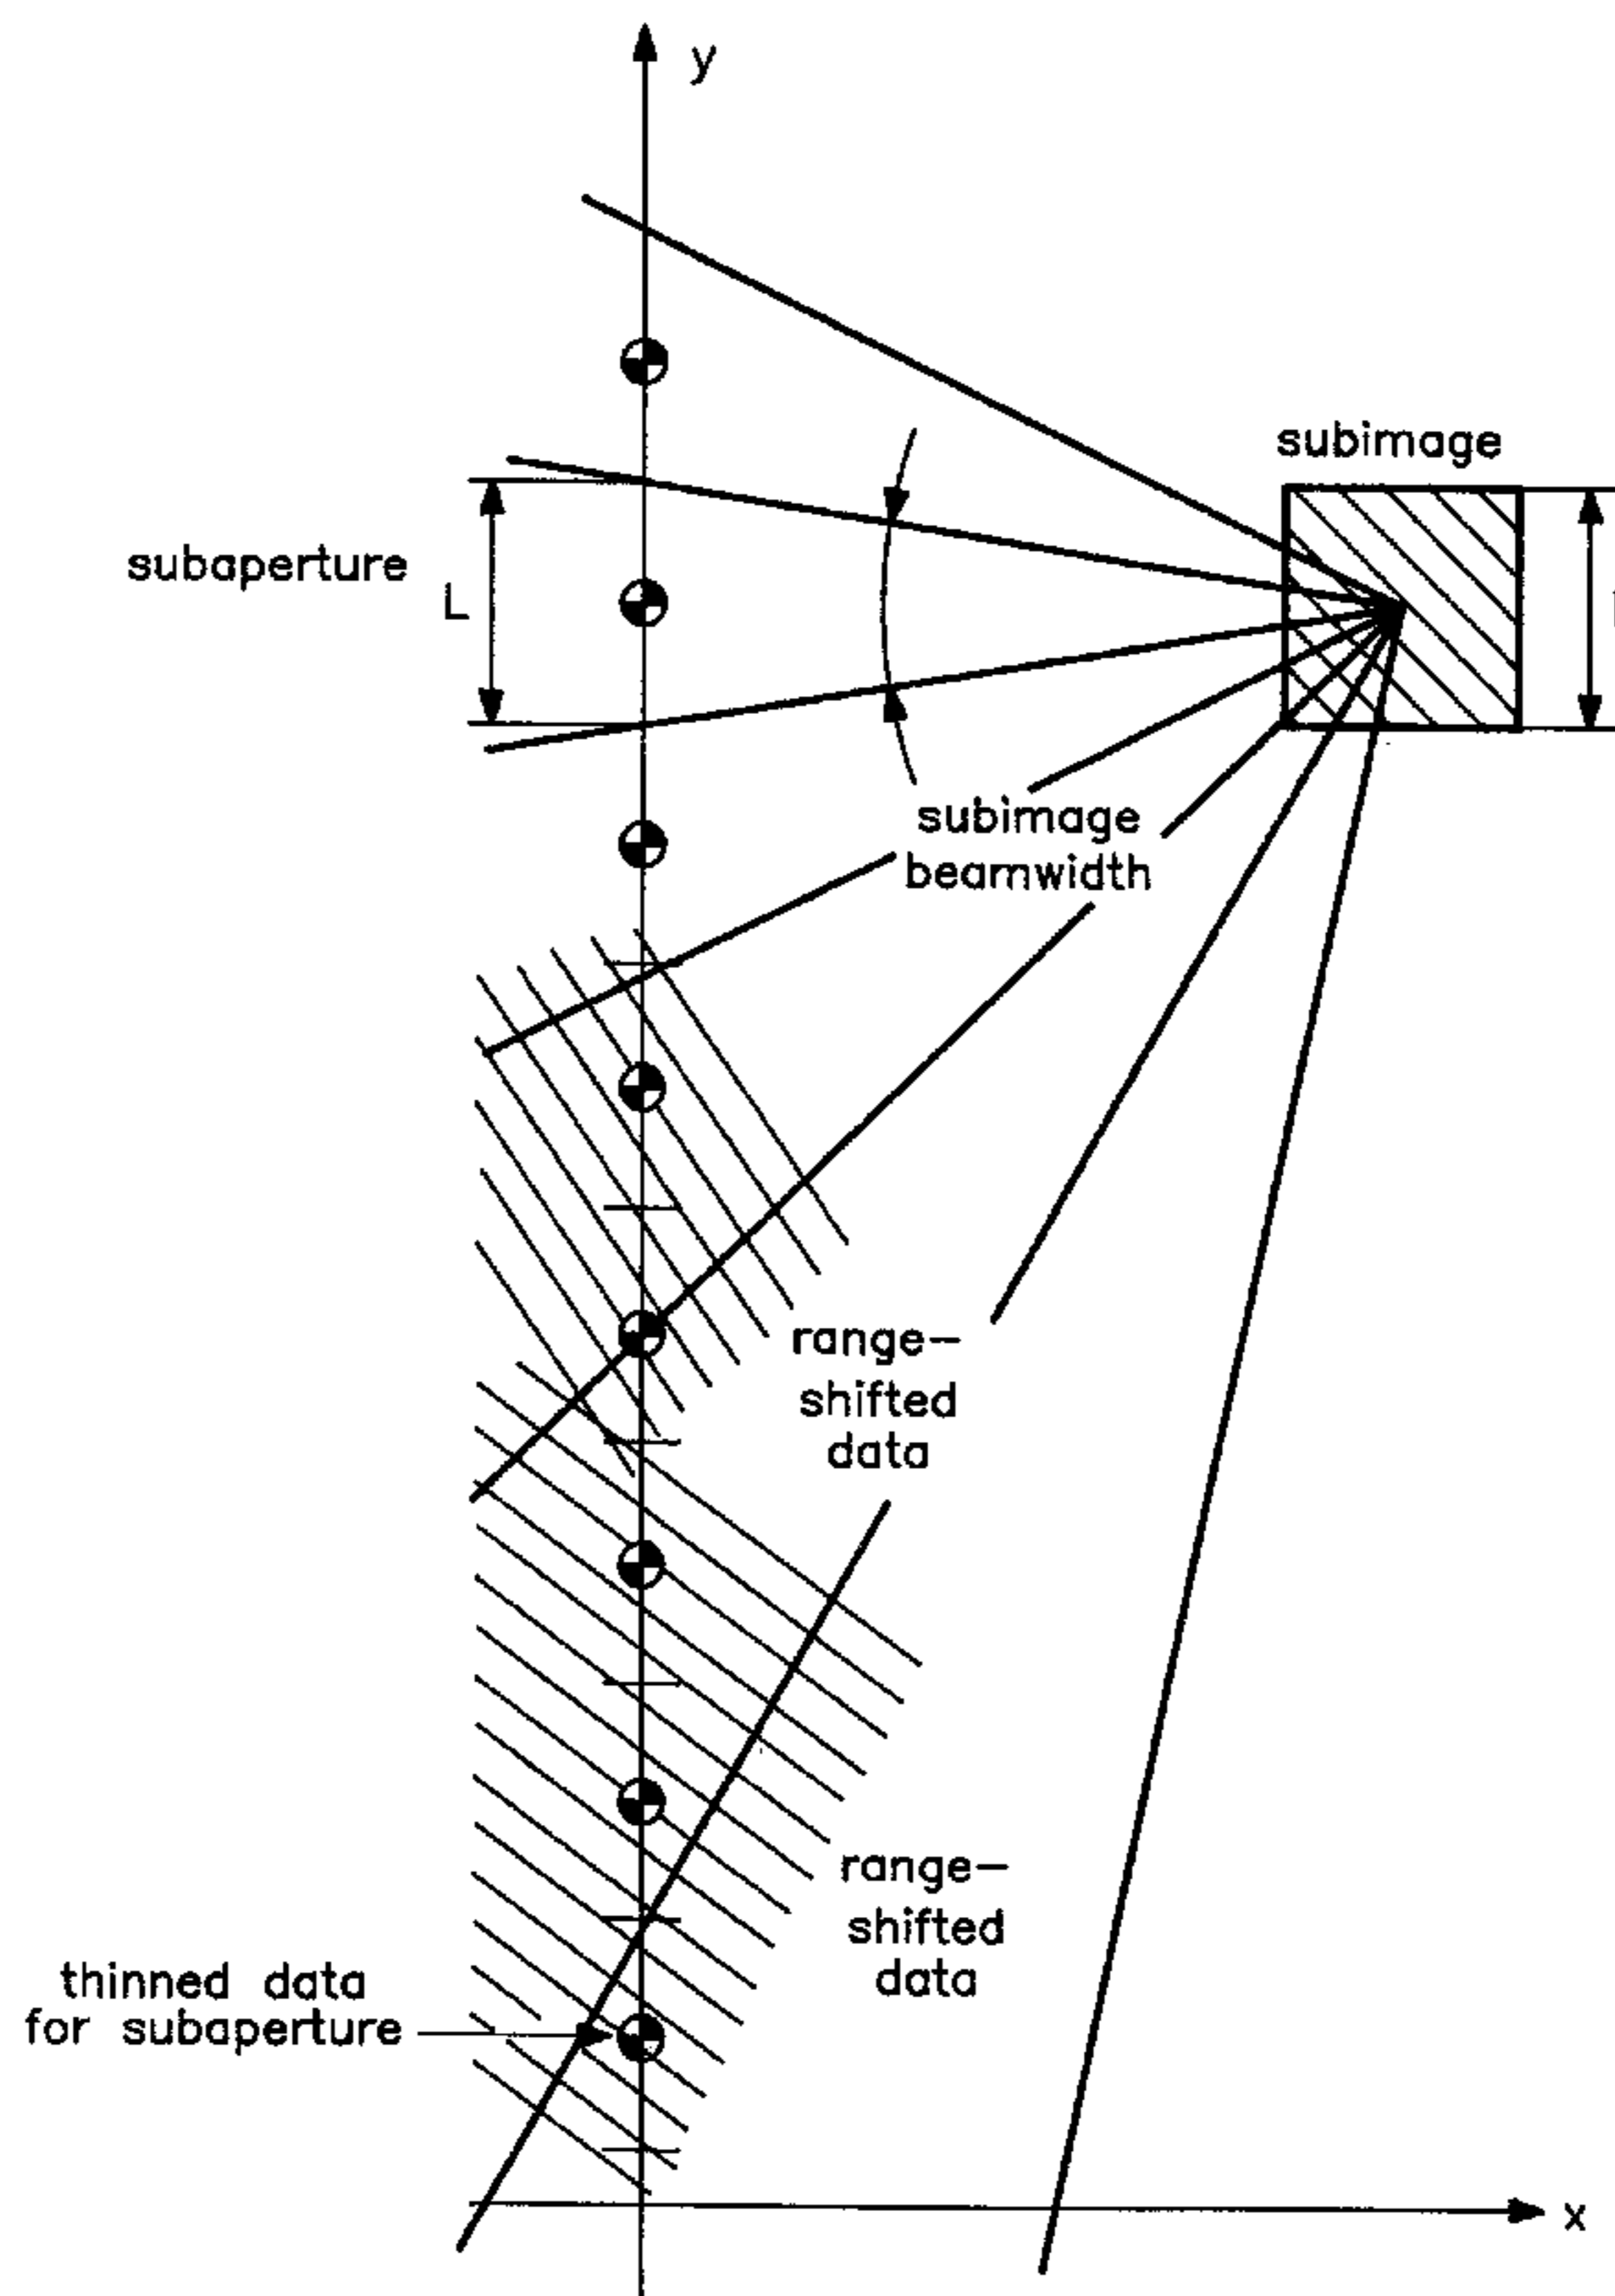 y
subimage
subaperture
L
subimage
beamwidth
range-
shifted
data
range-
shifted
data
thinned data
for subaperture
x